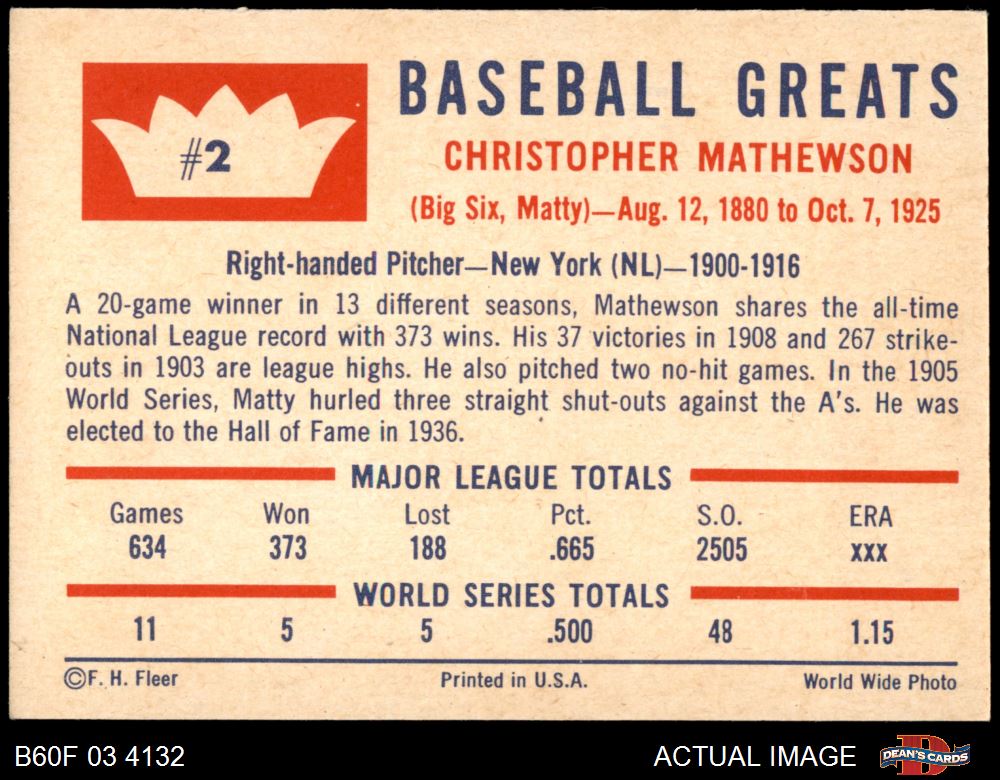 #2
BASEBALL GREATS
CHRISTOPHER MATHEWSON
(Big Six, Matty)—Aug. 12, 1880 to Oct. 7, 1925
Right-handed Pitcher—New York (NL)—1900-1916
A 20-game winner in 13 different seasons, Mathewson shares the all-time
National League record with 373 wins. His 37 victories in 1908 and 267 strike-
outs in 1903 are league highs. He also pitched two no-hit games. In the 1905
World Series, Matty hurled three straight shut-outs against the A's. He was
elected to the Hall of Fame in 1936.
MAJOR LEAGUE TOTALS
Games Won Lost Pct. S.O. ERA
634 373 188 .665 2505 xxx
WORLD SERIES TOTALS
11 5 5 .500 48 1.15
©F. H. Fleer Printed in U.S.A. World Wide Photo
B60F 03 4132 ACTUAL IMAGE DEAN'S CARDS